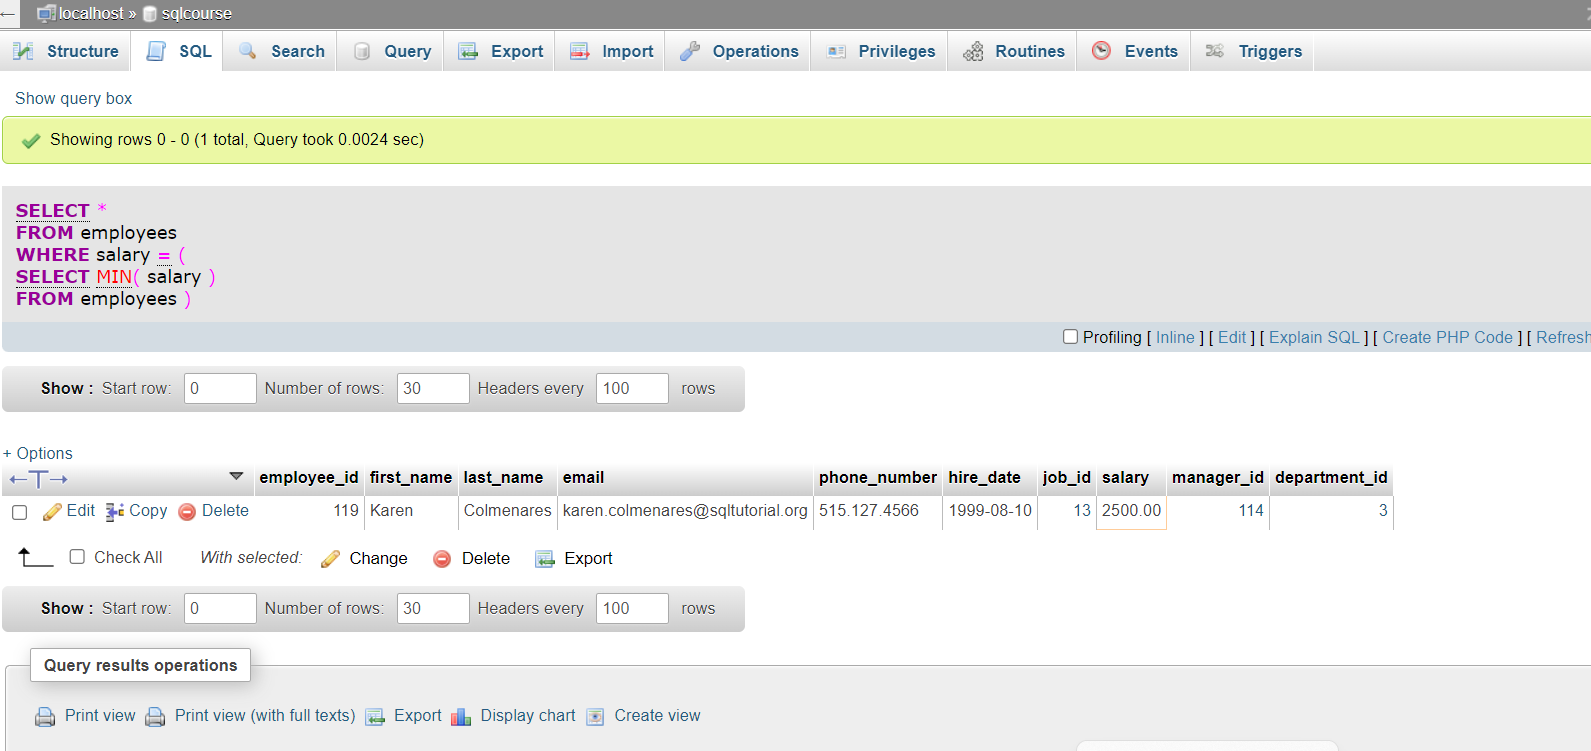 localhost » sqlcourse
Structure SQL Search Query Export Import Operations Privileges Routines Events Triggers
Show query box
Showing rows 0 - 0 (1 total, Query took 0.0024 sec)
SELECT *
FROM employees
WHERE salary = (
SELECT MIN( salary )
FROM employees )
Profiling [ Inline ] [ Edit ] [ Explain SQL ] [ Create PHP Code ] [ Refresh
Show : Start row: 0 Number of rows: 30 Headers every 100 rows
+ Options
employee_id first_name last_name email phone_number hire_date job_id salary manager_id department_id
Edit Copy Delete 119 Karen Colmenares karen.colmenares@sqltutorial.org 515.127.4566 1999-08-10 13 2500.00 114 3
Check All With selected: Change Delete Export
Show : Start row: 0 Number of rows: 30 Headers every 100 rows
Query results operations
Print view Print view (with full texts) Export Display chart Create view